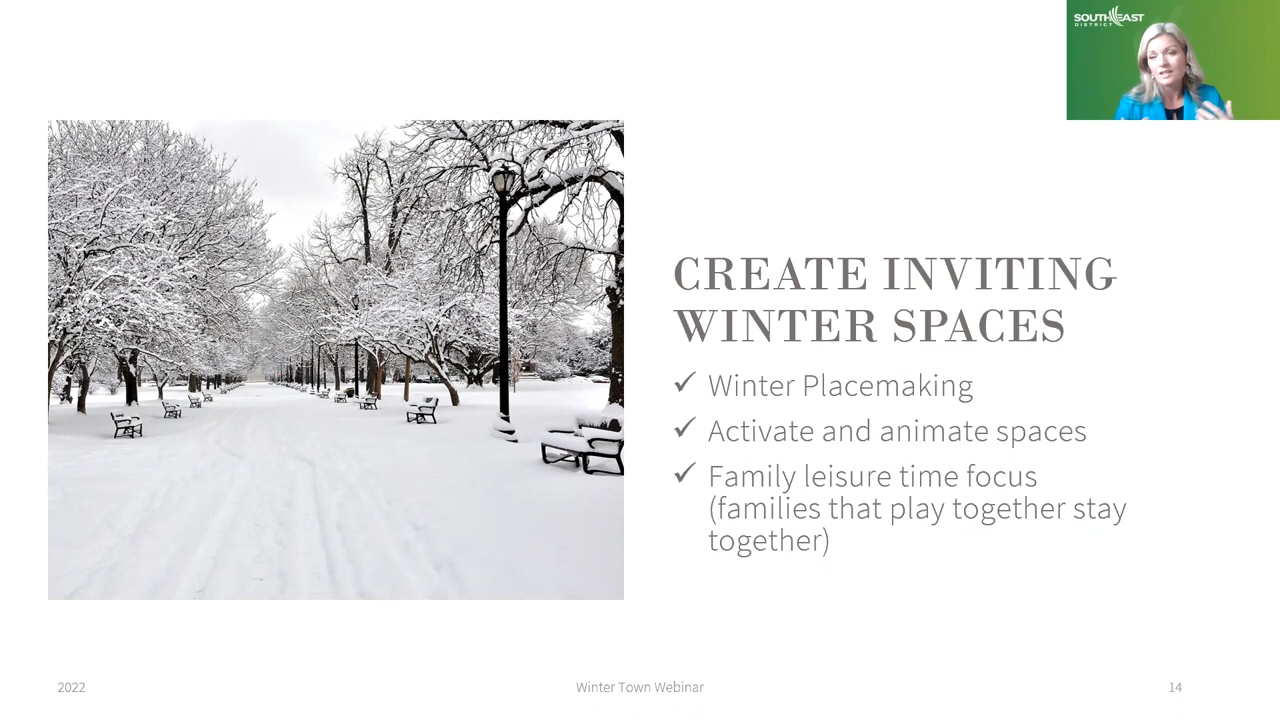 SOUTHEAST
DISTRICT
CREATE INVITING
WINTER SPACES
✓ Winter Placemaking
✓ Activate and animate spaces
✓ Family leisure time focus
(families that play together stay
together)
2022
Winter Town Webinar
14